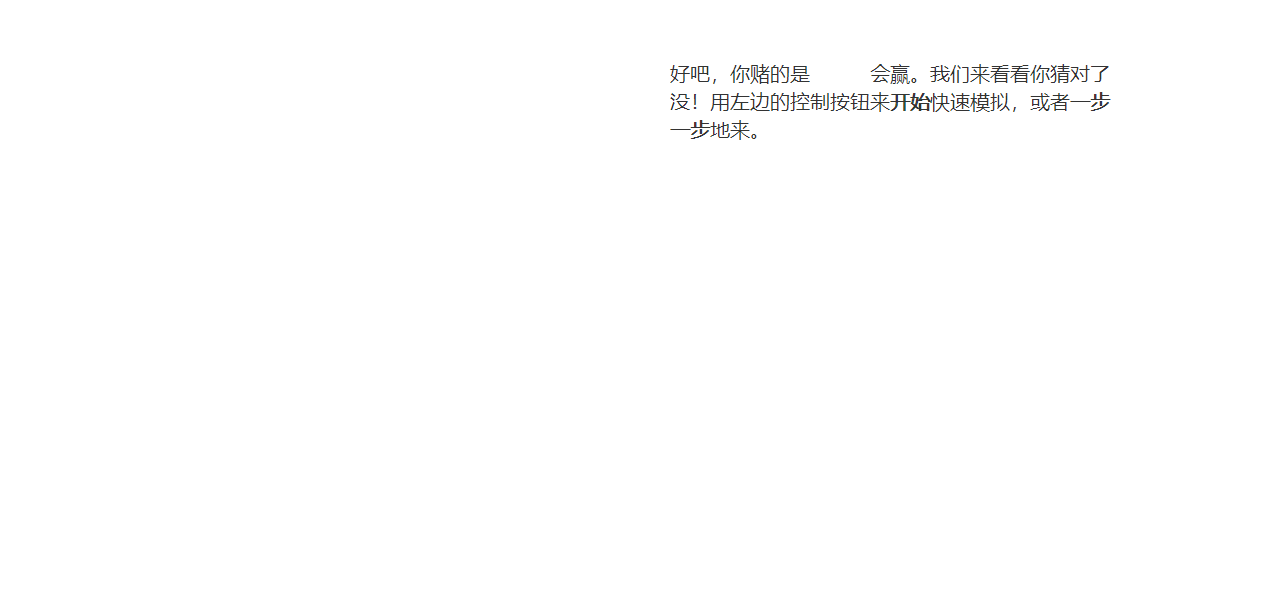 好吧，你赌的是　　　会赢。我们来看看你猜对了
没！用左边的控制按钮来开始快速模拟，或者一步
一步地来。